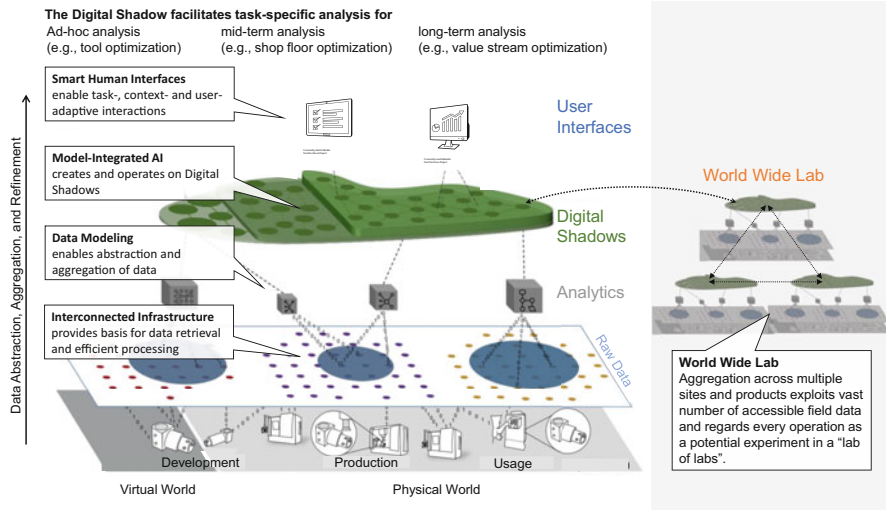 The Digital Shadow facilitates task-specific analysis for
Ad-hoc analysis
(e.g., tool optimization)
mid-term analysis
(e.g., shop floor optimization)
long-term analysis
(e.g., value stream optimization)
Smart Human Interfaces
enable task-, context- and user-
adaptive interactions
User
Interfaces
Model-Integrated AI
creates and operates on Digital
Shadows
World Wide Lab
Digital
Shadows
Data Modeling
enables abstraction and
aggregation of data
Analytics
Interconnected Infrastructure
provides basis for data retrieval
and efficient processing
Raw Data
Data Abstraction, Aggregation, and Refinement
World Wide Lab
Aggregation across multiple
sites and products exploits vast
number of accessible field data
and regards every operation as
a potential experiment in a “lab
of labs”.
Development
Production
Usage
Virtual World
Physical World